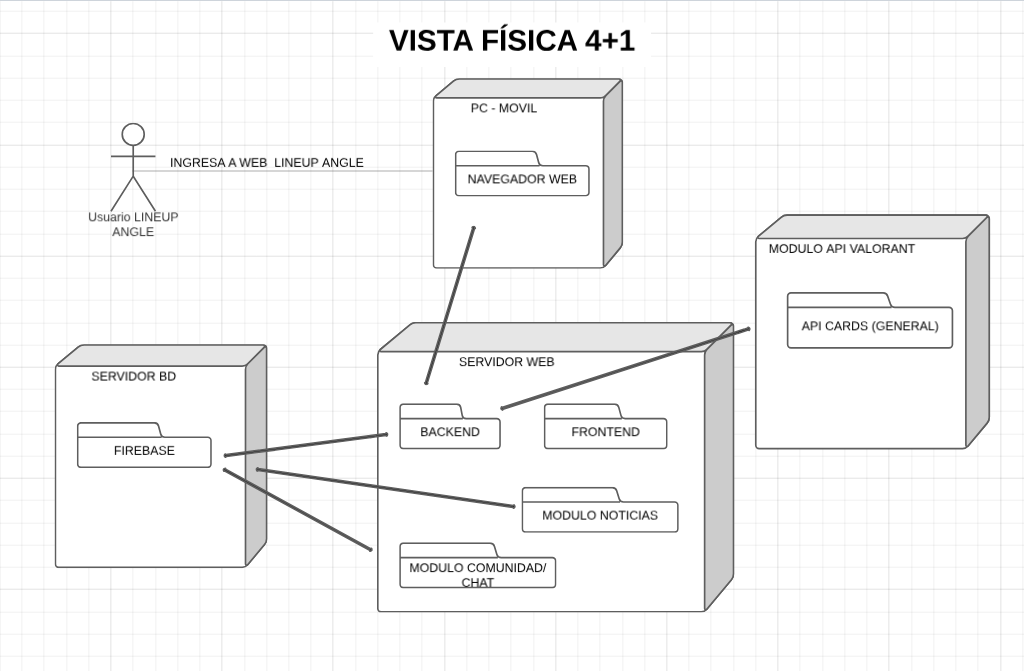 VISTA FÍSICA 4+1
PC - MOVIL
INGRESA A WEB  LINEUP ANGLE
NAVEGADOR WEB
Usuario LINEUP
ANGLE
MODULO API VALORANT
API CARDS (GENERAL)
SERVIDOR WEB
SERVIDOR BD
BACKEND
FRONTEND
FIREBASE
MODULO NOTICIAS
MODULO COMUNIDAD/
CHAT